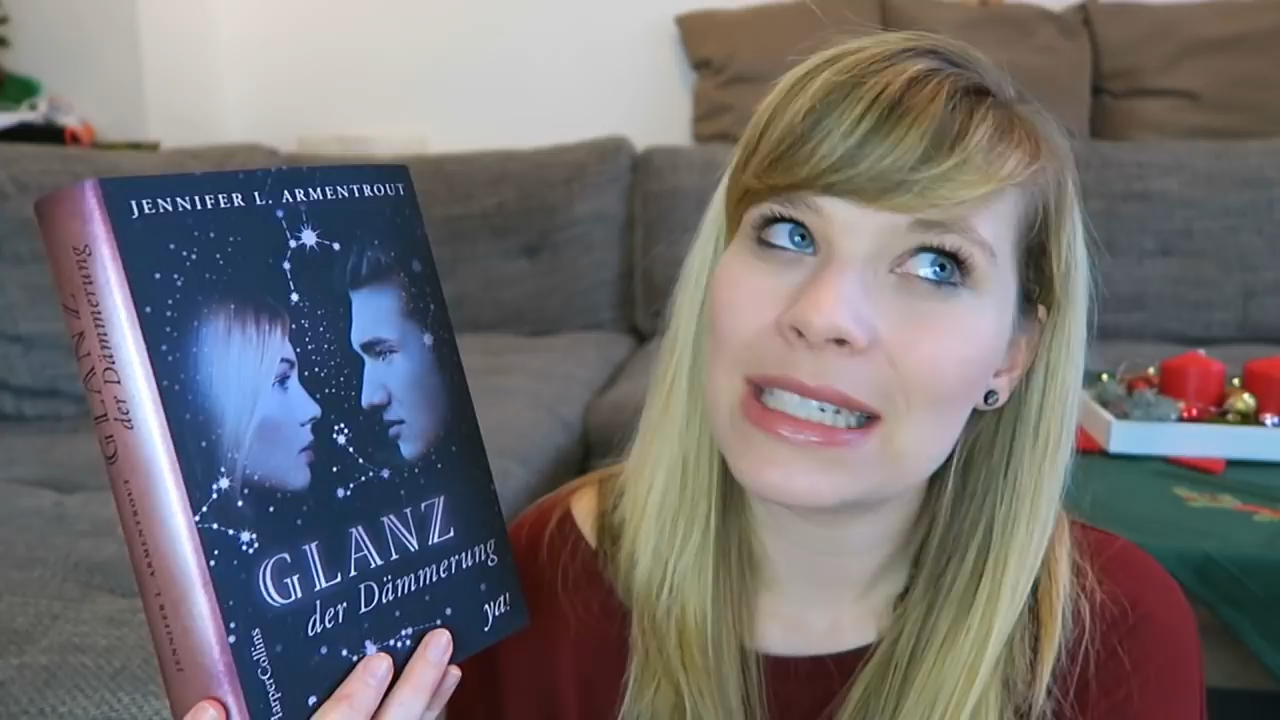 JENNIFER L. ARMENTROUT
GLANZ
der Dämmerung
ya!
HarperCollins
GLANZ
der Dämmerung
JENNIFER L. ARMENTROUT